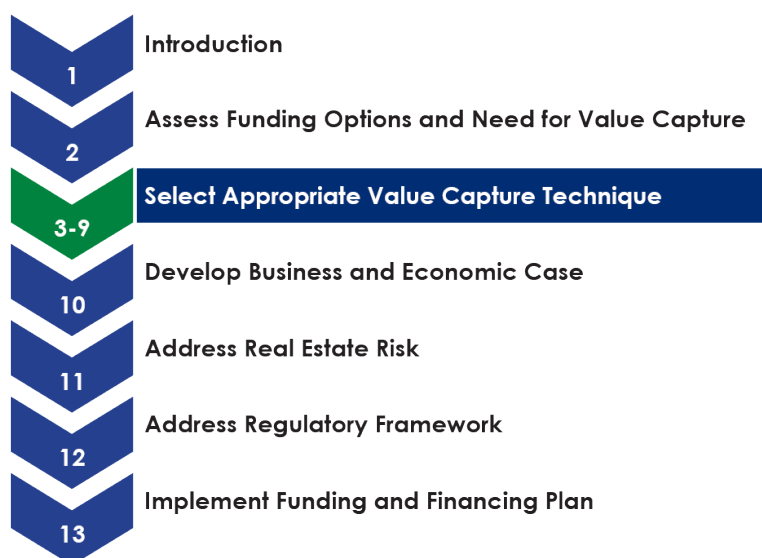 Introduction
1
Assess Funding Options and Need for Value Capture
2
Select Appropriate Value Capture Technique
3-9
Develop Business and Economic Case
10
Address Real Estate Risk
11
Address Regulatory Framework
12
Implement Funding and Financing Plan
13